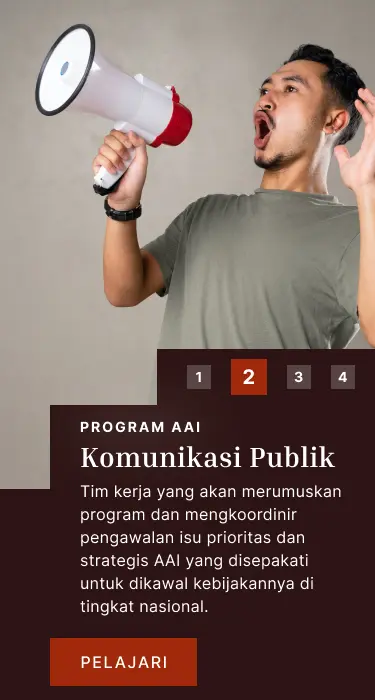 1 2 3 4
PROGRAM AAI
Komunikasi Publik
Tim kerja yang akan merumuskan
program dan mengkoordinir
pengawalan isu prioritas dan
strategis AAI yang disepakati
untuk dikawal kebijakannya di
tingkat nasional.
PELAJARI